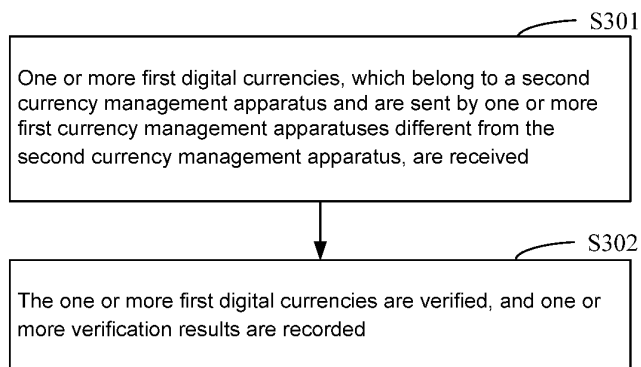 S301
One or more first digital currencies, which belong to a second
currency management apparatus and are sent by one or more
first currency management apparatuses different from the
second currency management apparatus, are received
S302
The one or more first digital currencies are verified, and one or
more verification results are recorded